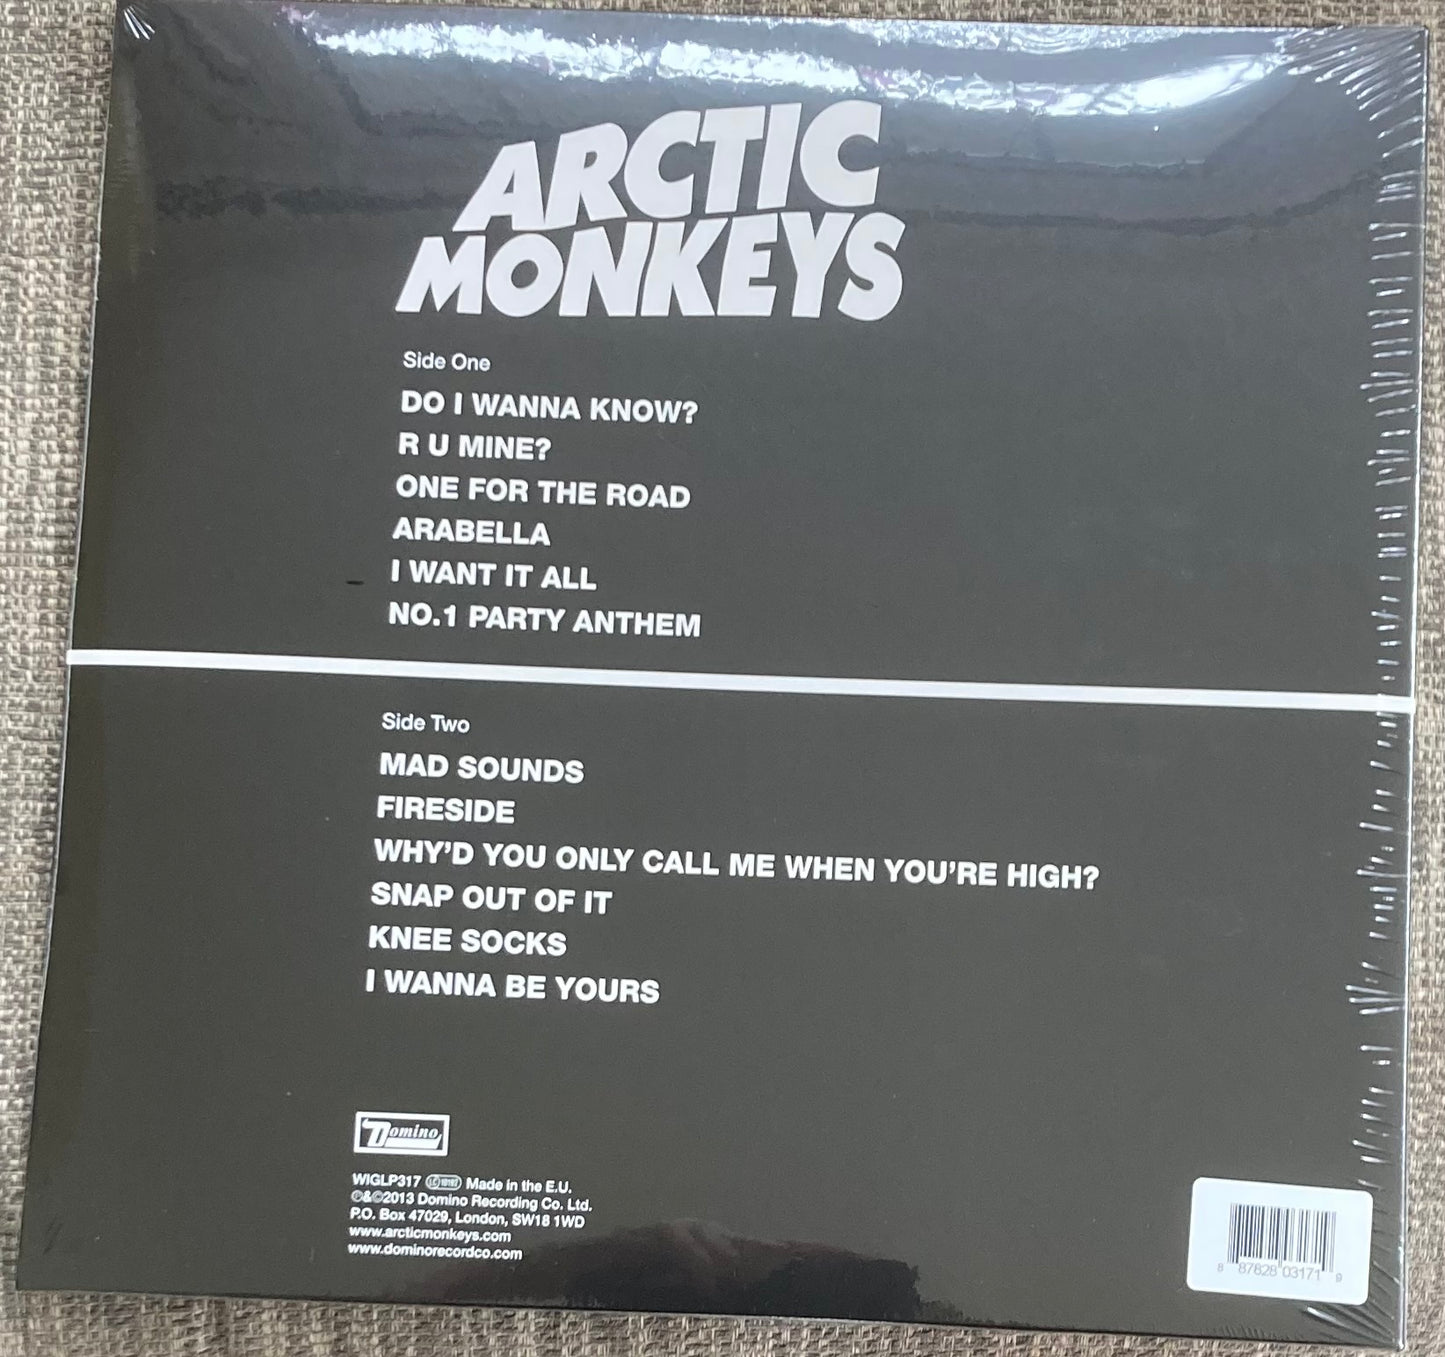 ARCTIC
MONKEYS
Side One
DO I WANNA KNOW?
R U MINE?
ONE FOR THE ROAD
ARABELLA
I WANT IT ALL
NO.1 PARTY ANTHEM
Side Two
MAD SOUNDS
FIRESIDE
WHY'D YOU ONLY CALL ME WHEN YOU'RE HIGH?
SNAP OUT OF IT
KNEE SOCKS
I WANNA BE YOURS
Domino
WIGLP317 Made in the E.U.
℗&©2013 Domino Recording Co. Ltd.
P.O. Box 47029, London, SW18 1WD
www.arcticmonkeys.com
www.dominorecordco.com
8 87828 03171 9